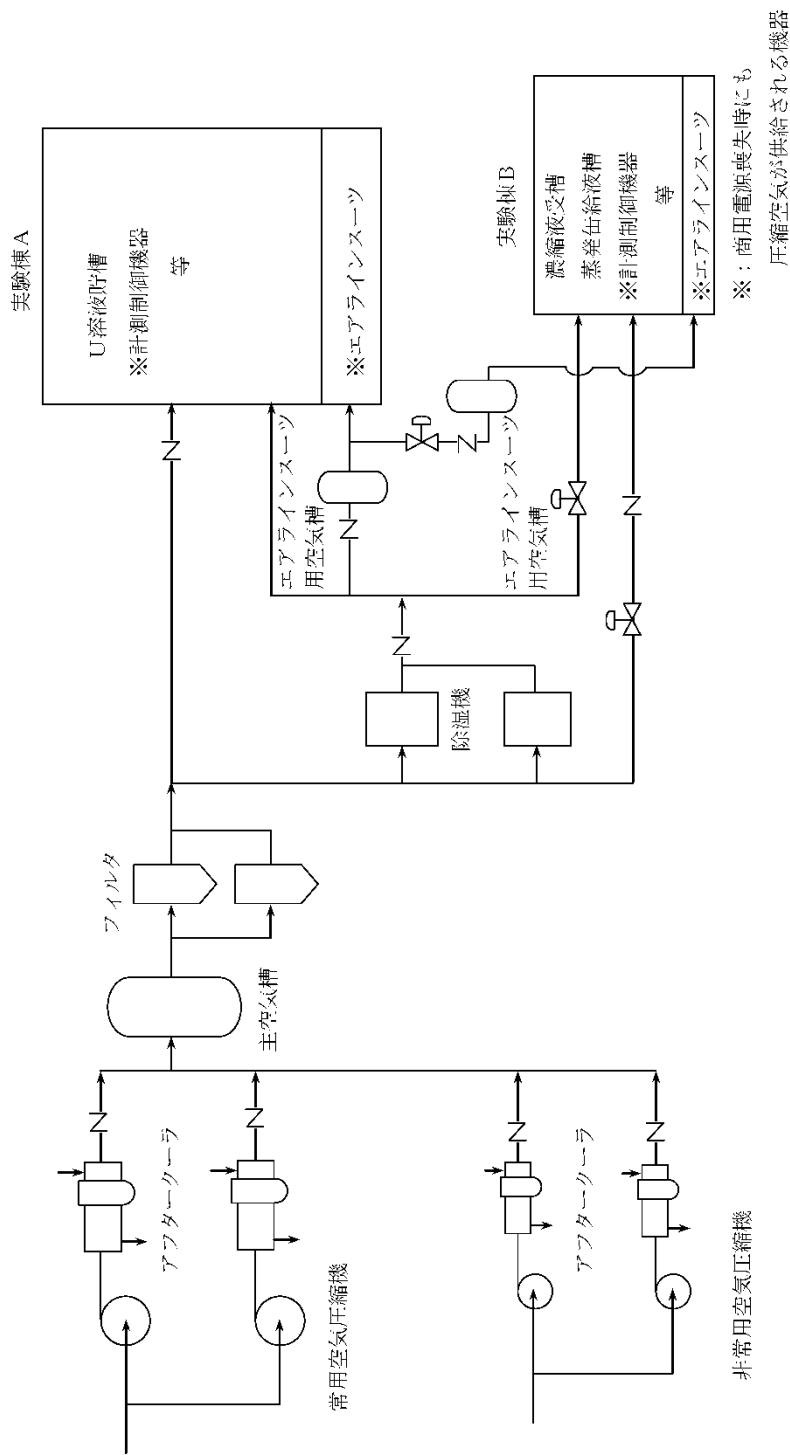 実験棟A
U溶液貯槽
※計測制御機器
等
※エアラインスーツ
エアラインスーツ
用空気槽
実験棟B
濃縮液受槽
蒸発缶給液槽
※計測制御機器
等
※エアラインスーツ
エアラインスーツ
用空気槽
除湿機
フィルタ
主空気槽
アフタークーラ
常用空気圧縮機
アフタークーラ
非常用空気圧縮機
※：商用電源喪失時にも
圧縮空気が供給される機器